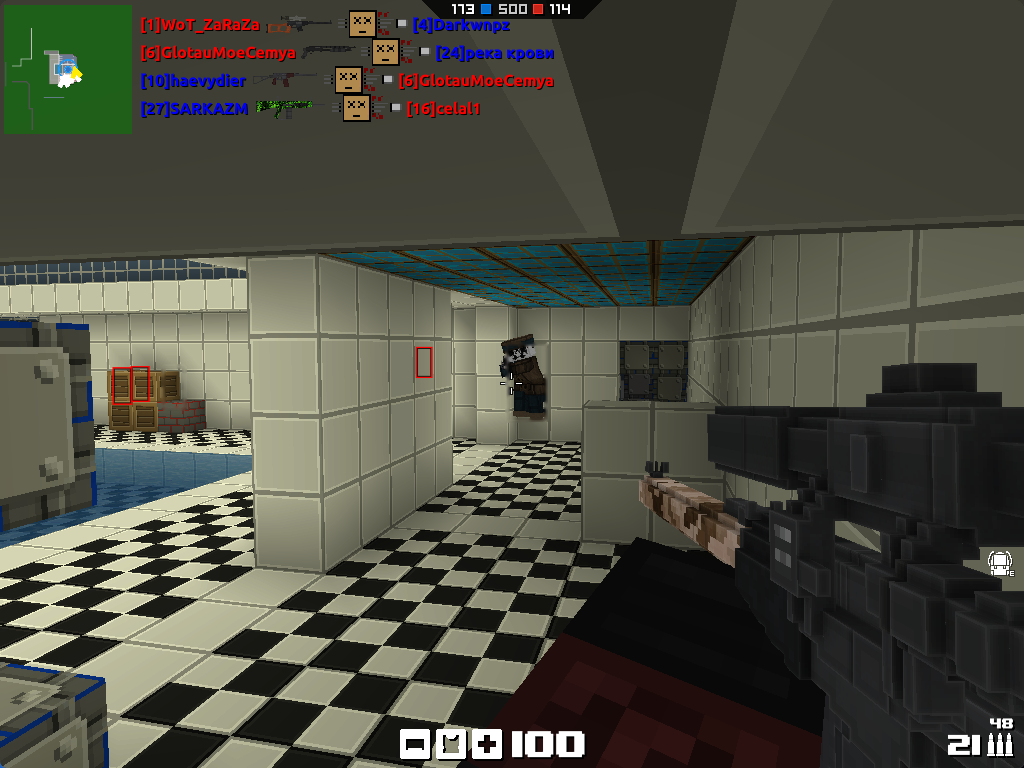 173 500 114
[1]WoT_ZaRaZa [4]Darkwnpz
[6]GlotauMoeCemya [24]река крови
[10]haevydier [6]GlotauMoeCemya
[27]SARKAZM [16]celal1
E
100
48
21